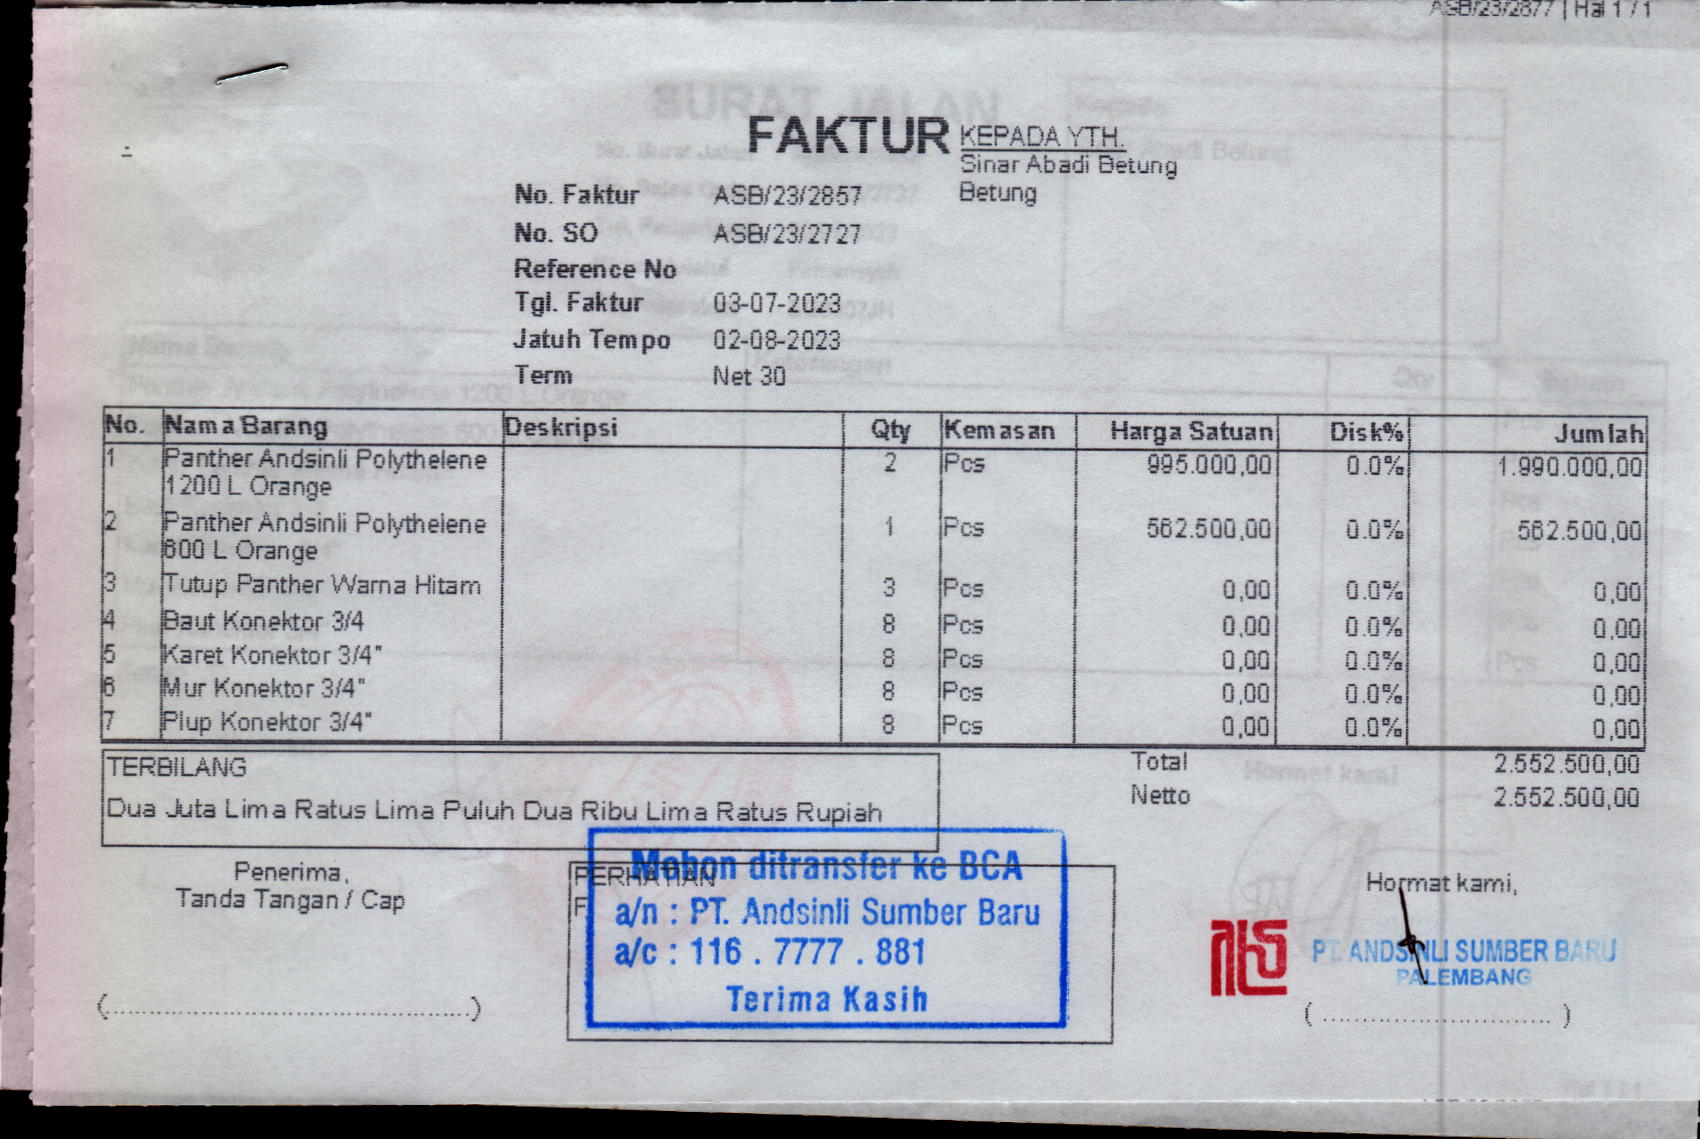 ASB/23/2877 | Hal 1 / 1
SURAT JALAN
FAKTUR
KEPADA YTH.
Sinar Abadi Betung
Betung
No. Faktur ASB/23/2857
No. SO ASB/23/2727
Reference No
Tgl. Faktur 03-07-2023
Jatuh Tempo 02-08-2023
Term Net 30
No. Nama Barang Deskripsi Qty Kemasan Harga Satuan Disk% Jumlah
1 Panther Andsinli Polythelene 2 Pcs 995.000,00 0.0% 1.990.000,00
1200 L Orange
2 Panther Andsinli Polythelene 1 Pcs 562.500,00 0.0% 562.500,00
600 L Orange
3 Tutup Panther Warna Hitam 3 Pcs 0,00 0.0% 0,00
4 Baut Konektor 3/4 8 Pcs 0,00 0.0% 0,00
5 Karet Konektor 3/4" 8 Pcs 0,00 0.0% 0,00
6 Mur Konektor 3/4" 8 Pcs 0,00 0.0% 0,00
7 Plup Konektor 3/4" 8 Pcs 0,00 0.0% 0,00
TERBILANG
Dua Juta Lima Ratus Lima Puluh Dua Ribu Lima Ratus Rupiah
Total 2.552.500,00
Netto 2.552.500,00
Penerima,
Tanda Tangan / Cap
(..............................................)
PERHATIAN
Mohon ditransfer ke BCA
a/n : PT. Andsinli Sumber Baru
a/c : 116 . 7777 . 881
Terima Kasih
Hormat kami,
PT. ANDSINLI SUMBER BARU
PALEMBANG
( ............................. )